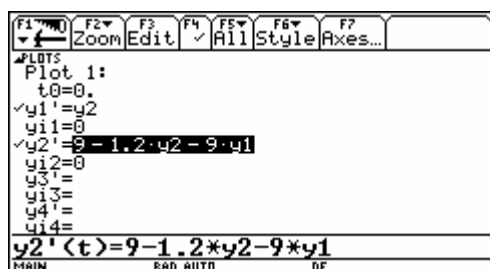 F1 F2 F3 F4 F5 F6 F7
Zoom Edit ✓ All Style Axes...
PLOTS
Plot 1:
t0=0.
✓y1'=y2
yi1=0
✓y2'=9-1.2·y2-9·y1
yi2=0
y3'=
yi3=
y4'=
yi4=
y2'(t)=9-1.2*y2-9*y1
MAIN RAD AUTO DE